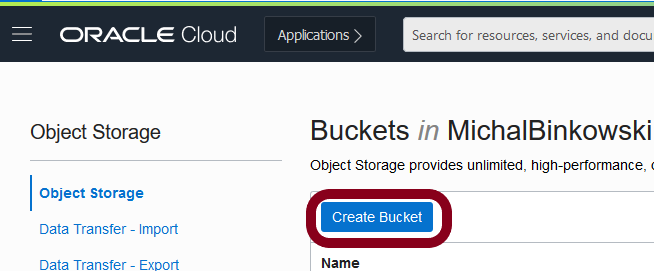 ORACLE Cloud
Applications
Search for resources, services, and docu
Object Storage
Object Storage
Data Transfer - Import
Data Transfer - Export
Buckets in MichalBinkowski
Object Storage provides unlimited, high-performance,
Create Bucket
Name